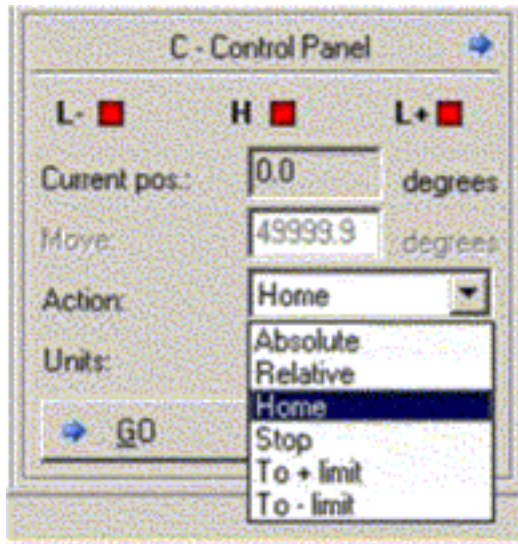 C - Control Panel
L- H L+
Current pos.: 0.0 degrees
Move: 49999.9 degrees
Action: Home
Units:
Absolute
Relative
Home
Stop
To + limit
To - limit
GO